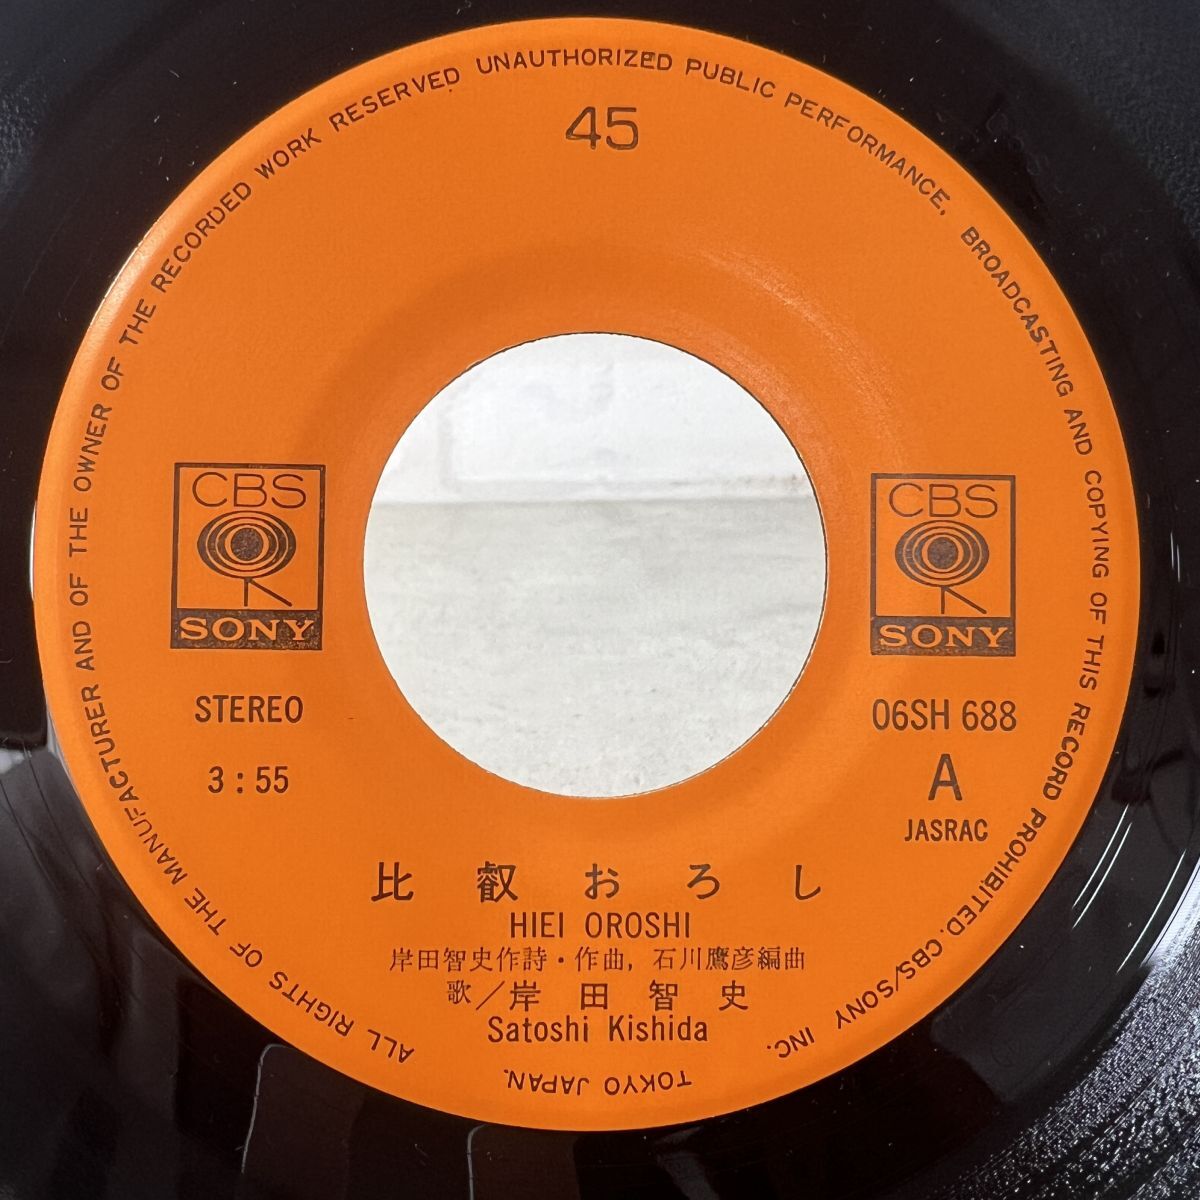 ALL RIGHTS OF THE MANUFACTURER AND OF THE OWNER OF THE RECORDED WORK RESERVED UNAUTHORIZED PUBLIC PERFORMANCE, BROADCASTING AND COPYING OF THIS RECORD PROHIBITED. CBS/SONY INC.
TOKYO JAPAN.
45
CBS
SONY
CBS
SONY
STEREO
3:55
06SH 688
A
JASRAC
比叡おろし
HIEI OROSHI
岸田智史作詩・作曲, 石川鷹彦編曲
歌／岸田智史
Satoshi Kishida